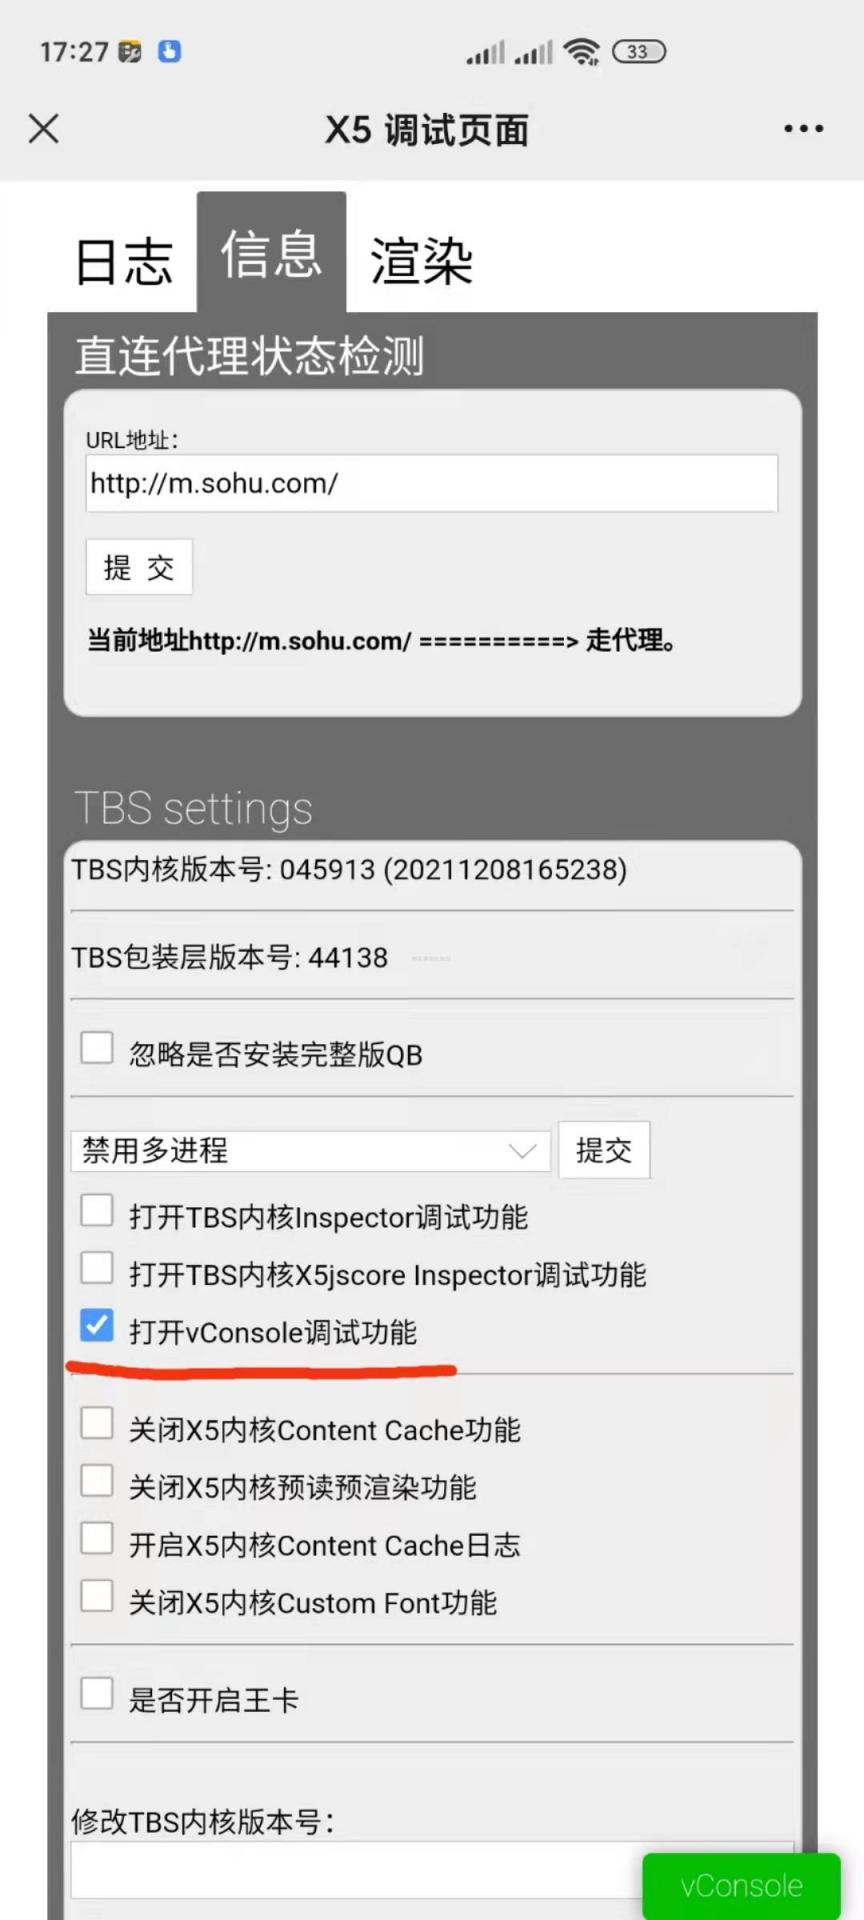 17:27
33
X5 调试页面
日志 信息 渲染
直连代理状态检测
URL地址：
http://m.sohu.com/
提 交
当前地址http://m.sohu.com/ ==========> 走代理。
TBS settings
TBS内核版本号: 045913 (20211208165238)
TBS包装层版本号: 44138
忽略是否安装完整版QB
禁用多进程 提交
打开TBS内核Inspector调试功能
打开TBS内核X5jscore Inspector调试功能
打开vConsole调试功能
关闭X5内核Content Cache功能
关闭X5内核预读预渲染功能
开启X5内核Content Cache日志
关闭X5内核Custom Font功能
是否开启王卡
修改TBS内核版本号：
vConsole